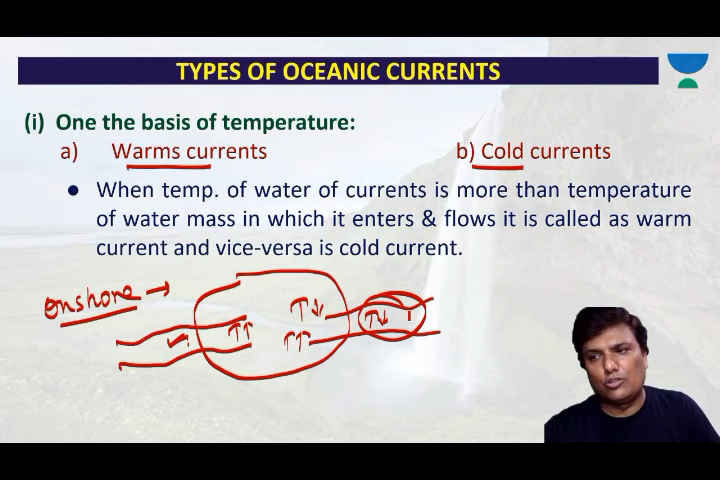 TYPES OF OCEANIC CURRENTS
(i) One the basis of temperature:
a) Warms currents b) Cold currents
● When temp. of water of currents is more than temperature
of water mass in which it enters & flows it is called as warm
current and vice-versa is cold current.
onshore →
T↓ T↓
T↑ T↑